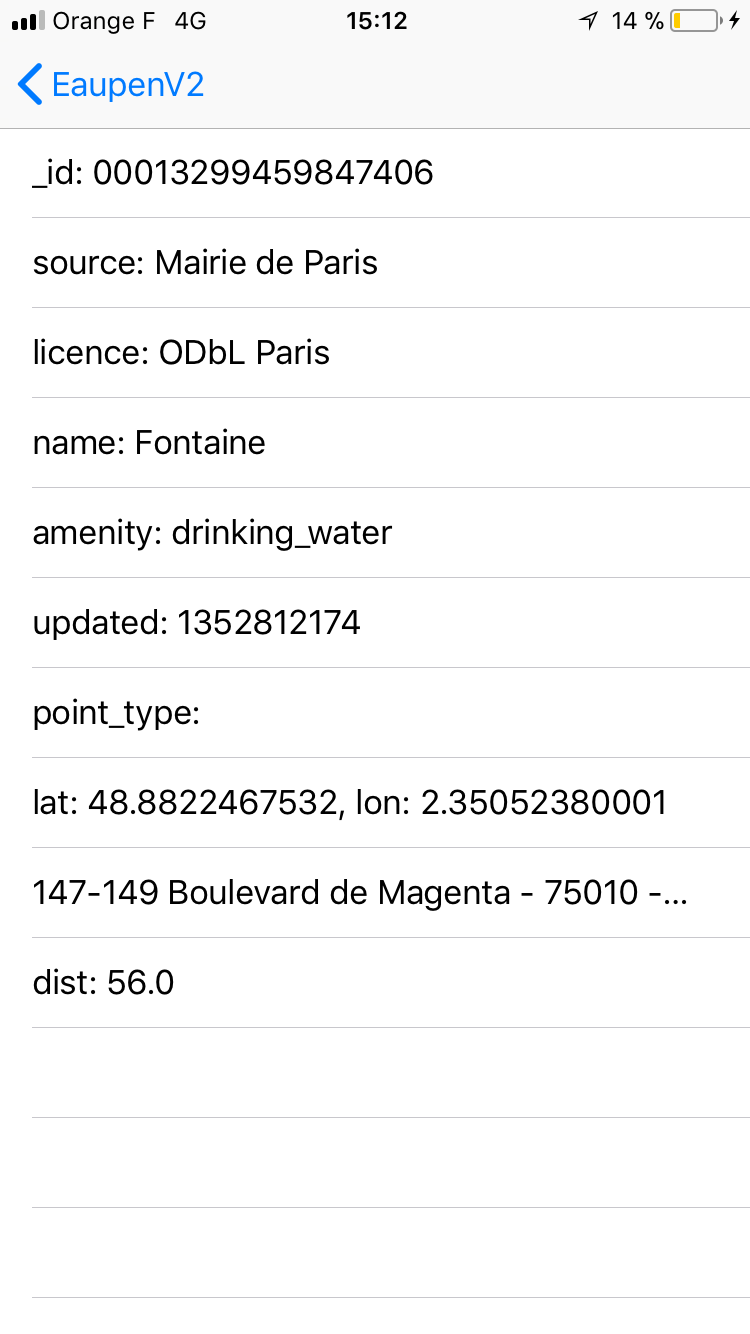 Orange F 4G 15:12 14 %
EaupenV2
_id: 00013299459847406
source: Mairie de Paris
licence: ODbL Paris
name: Fontaine
amenity: drinking_water
updated: 1352812174
point_type:
lat: 48.8822467532, lon: 2.35052380001
147-149 Boulevard de Magenta - 75010 -...
dist: 56.0